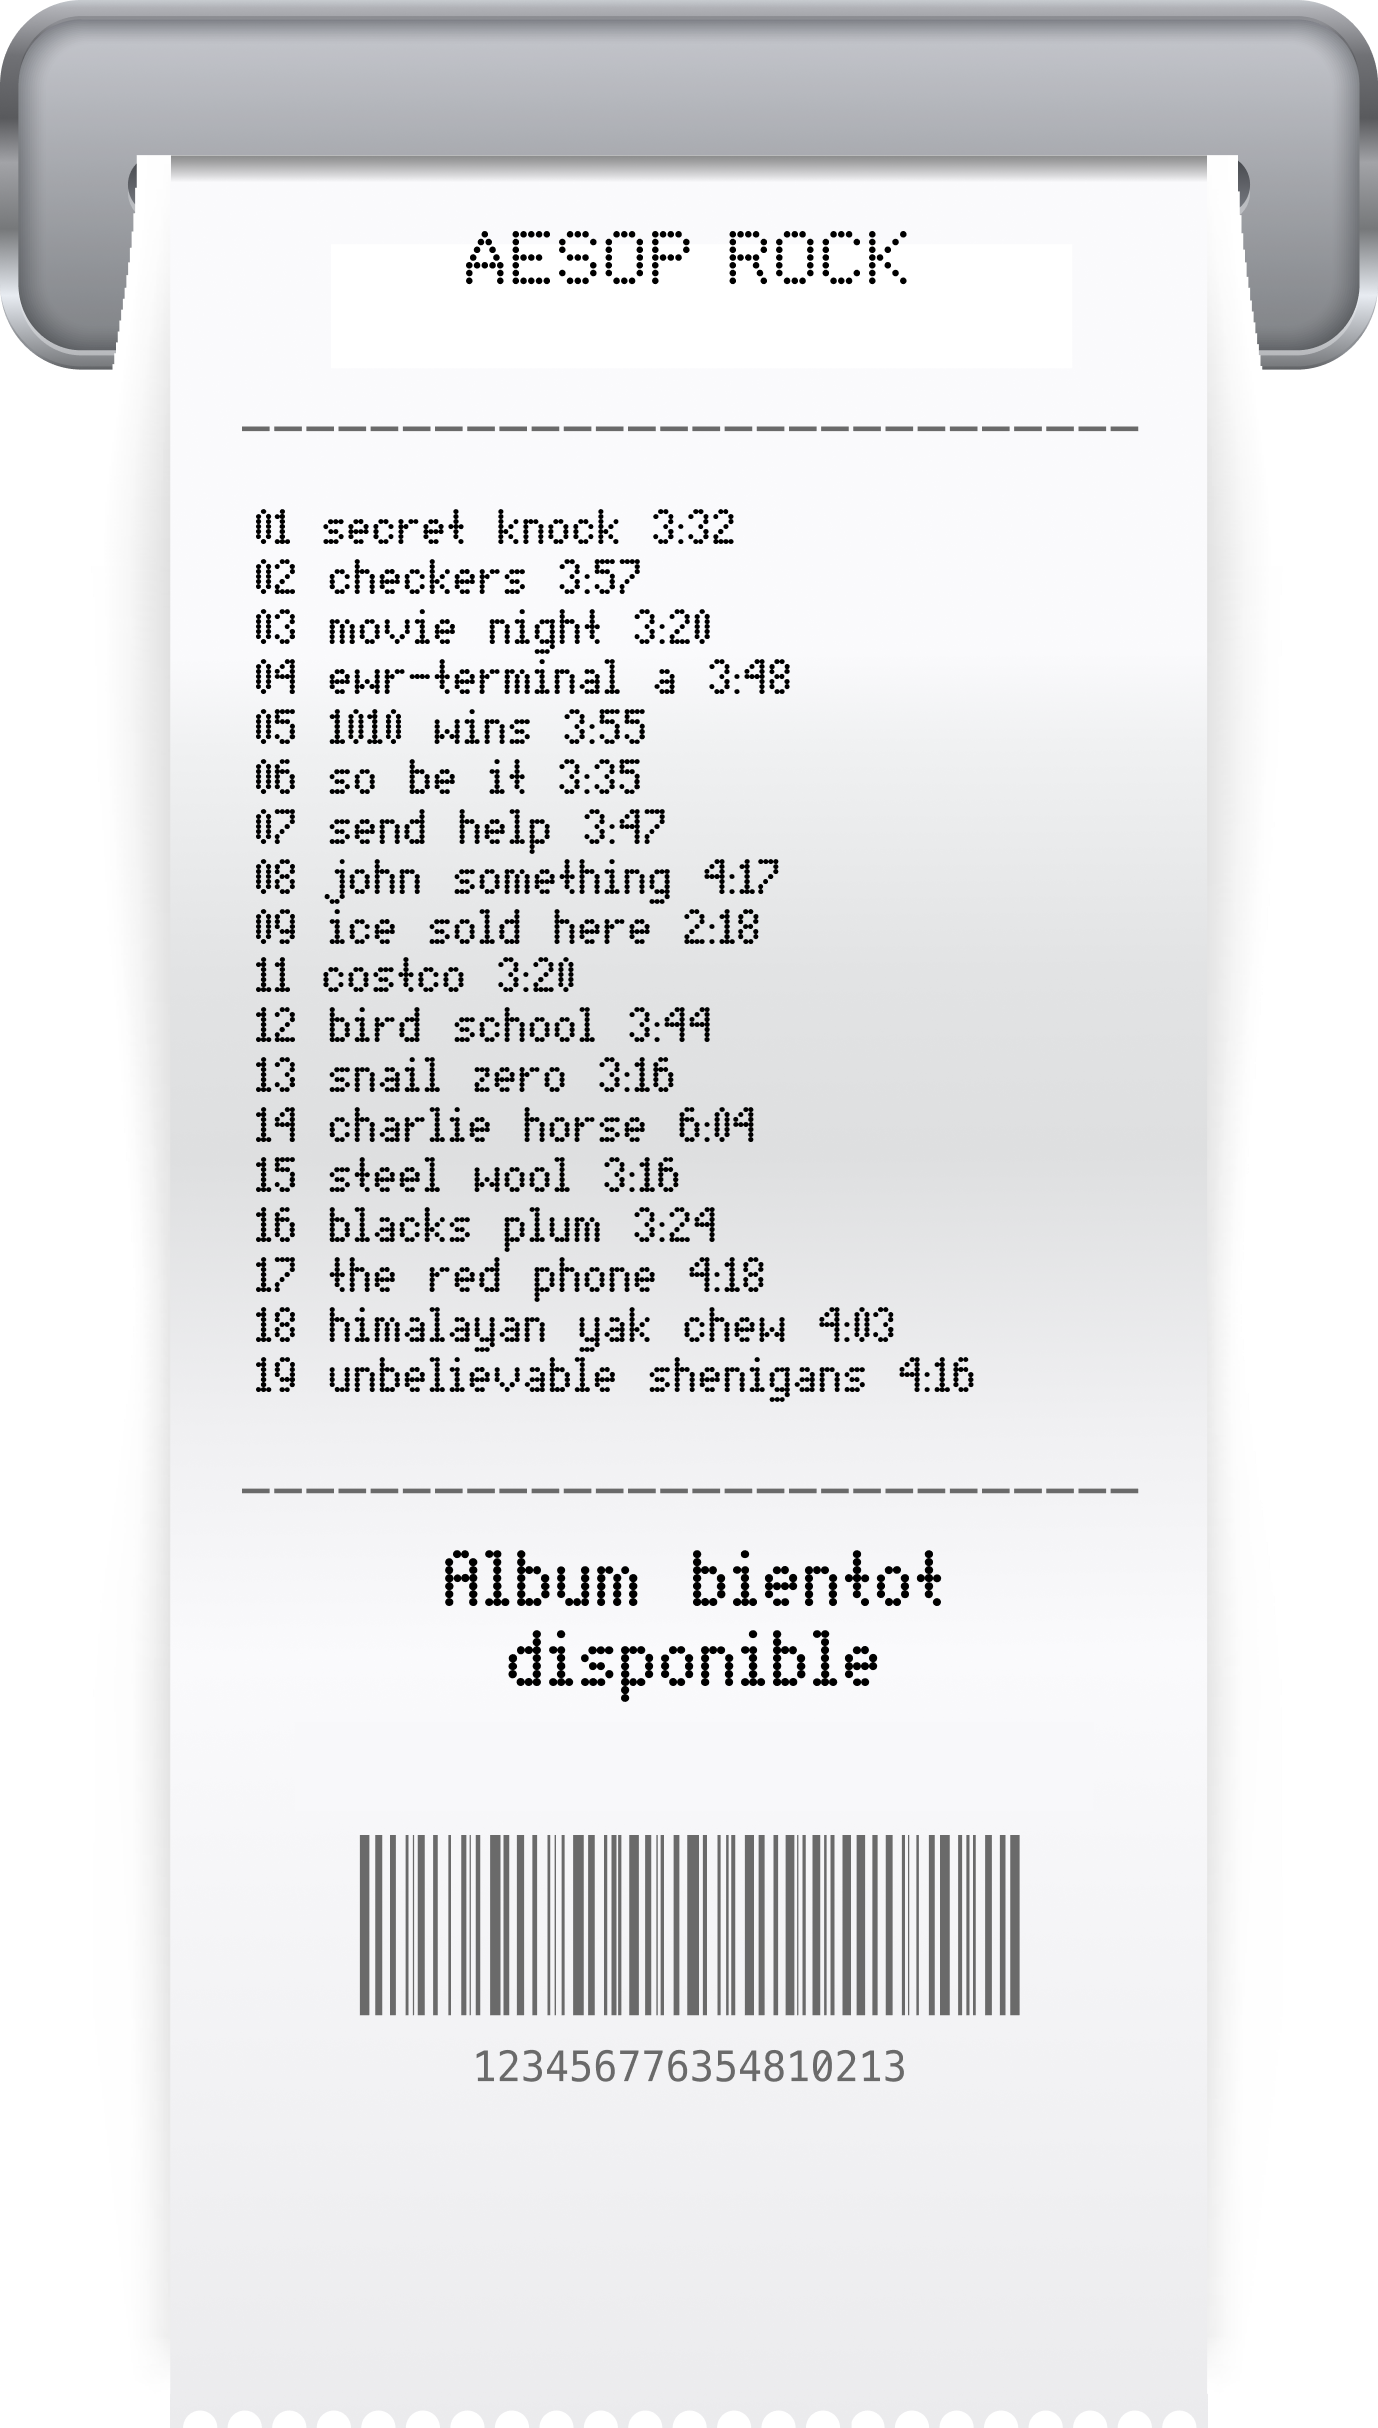 AESOP ROCK
01 secret knock 3:32
02 checkers 3:57
03 movie night 3:20
04 ewr-terminal a 3:48
05 1010 wins 3:55
06 so be it 3:35
07 send help 3:47
08 john something 4:17
09 ice sold here 2:18
11 costco 3:20
12 bird school 3:44
13 snail zero 3:16
14 charlie horse 6:04
15 steel wool 3:16
16 blacks plum 3:24
17 the red phone 4:18
18 himalayan yak chew 4:03
19 unbelievable shenigans 4:16
Album bientot
disponible
123456776354810213